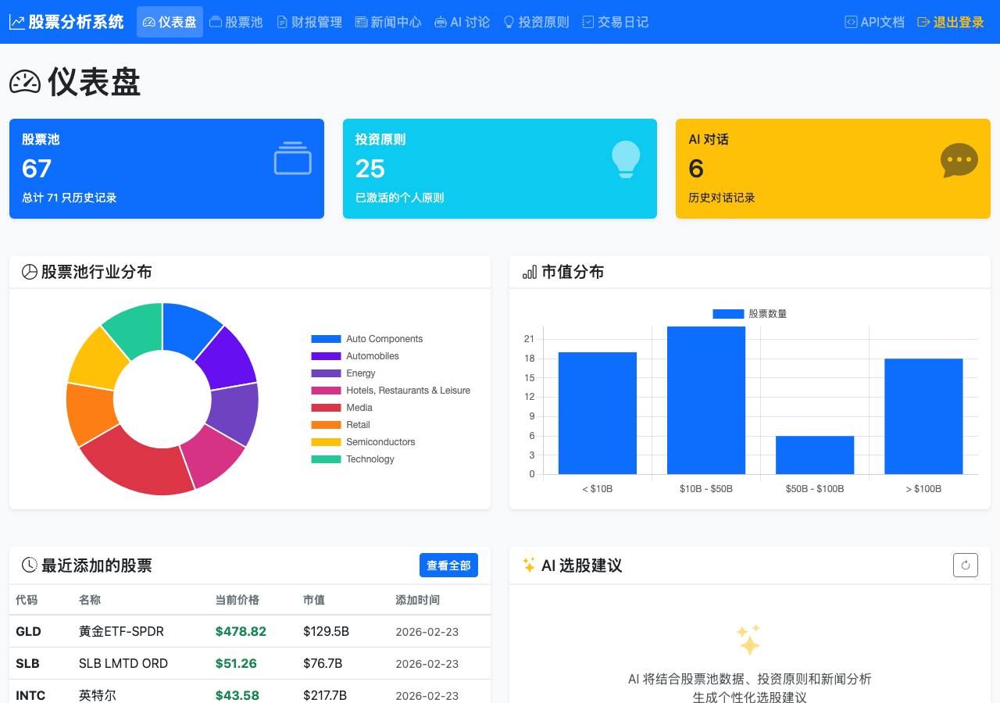 股票分析系统 仪表盘 股票池 财报管理 新闻中心 AI 讨论 投资原则 交易日记 API文档 退出登录
仪表盘
股票池
67
总计 71 只历史记录
投资原则
25
已激活的个人原则
AI 对话
6
历史对话记录
股票池行业分布
Auto Components
Automobiles
Energy
Hotels, Restaurants & Leisure
Media
Retail
Semiconductors
Technology
市值分布
股票数量
21
18
15
12
9
6
3
0
< $10B $10B - $50B $50B - $100B > $100B
最近添加的股票 查看全部
代码 名称 当前价格 市值 添加时间
GLD 黄金ETF-SPDR $478.82 $129.5B 2026-02-23
SLB SLB LMTD ORD $51.26 $76.7B 2026-02-23
INTC 英特尔 $43.58 $217.7B 2026-02-23
AI 选股建议
AI 将结合股票池数据、投资原则和新闻分析
生成个性化选股建议